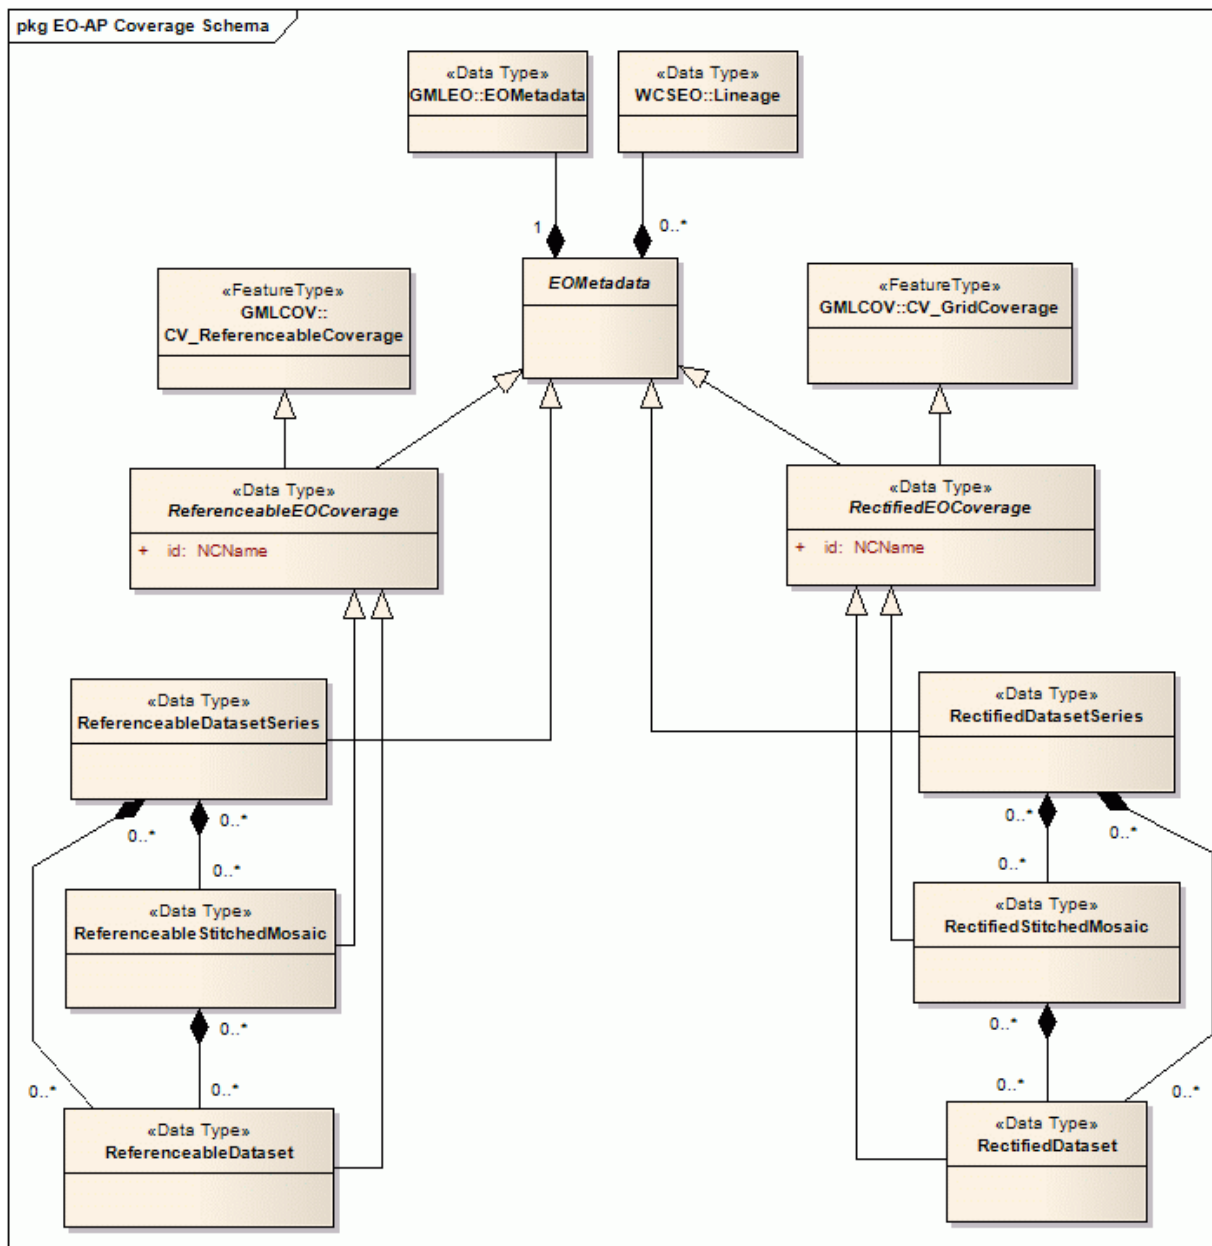 pkg EO-AP Coverage Schema
«Data Type»
GMLEO::EOMetadata
«Data Type»
WCSEO::Lineage
1
0..*
EOMetadata
«FeatureType»
GMLCOV::
CV_ReferenceableCoverage
«FeatureType»
GMLCOV::CV_GridCoverage
«Data Type»
ReferenceableEOCoverage
+ id: NCName
«Data Type»
RectifiedEOCoverage
+ id: NCName
«Data Type»
ReferenceableDatasetSeries
«Data Type»
RectifiedDatasetSeries
0..*
0..*
0..*
0..*
0..*
0..*
«Data Type»
ReferenceableStitchedMosaic
«Data Type»
RectifiedStitchedMosaic
0..*
0..*
0..*
0..*
0..*
0..*
«Data Type»
ReferenceableDataset
«Data Type»
RectifiedDataset